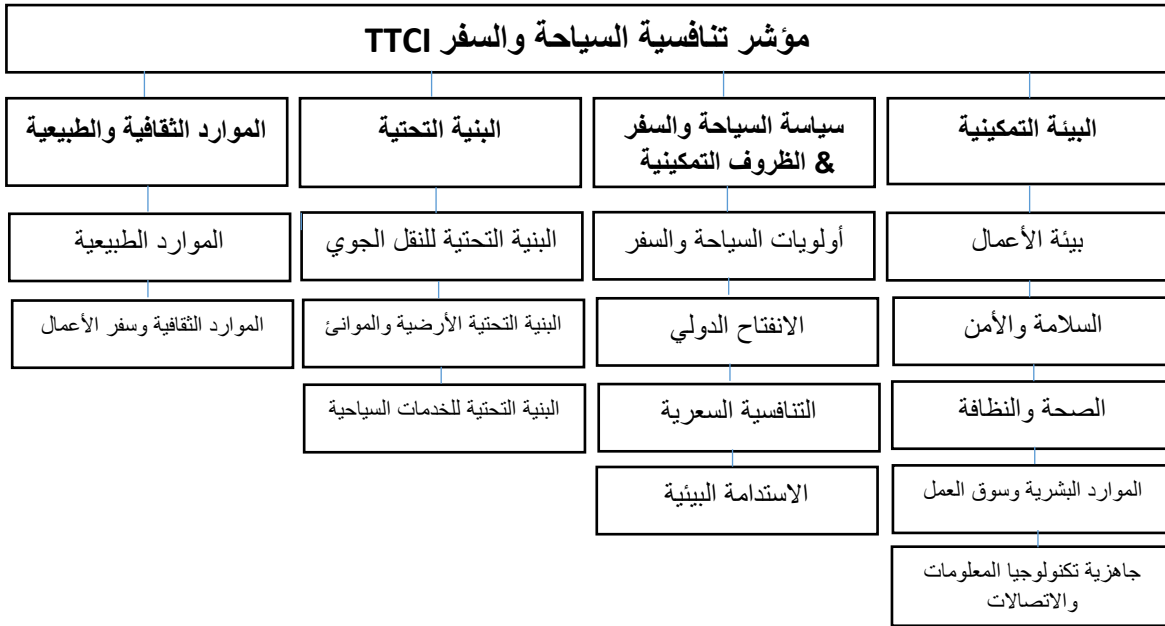 مؤشر تنافسية السياحة والسفر TTCI
البيئة التمكينية
بيئة الأعمال
السلامة والأمن
الصحة والنظافة
الموارد البشرية وسوق العمل
جاهزية تكنولوجيا المعلومات
والاتصالات
سياسة السياحة والسفر
& الظروف التمكينية
أولويات السياحة والسفر
الانفتاح الدولي
التنافسية السعرية
الاستدامة البيئية
البنية التحتية
البنية التحتية للنقل الجوي
البنية التحتية الأرضية والموانئ
البنية التحتية للخدمات السياحية
الموارد الثقافية والطبيعية
الموارد الطبيعية
الموارد الثقافية وسفر الأعمال